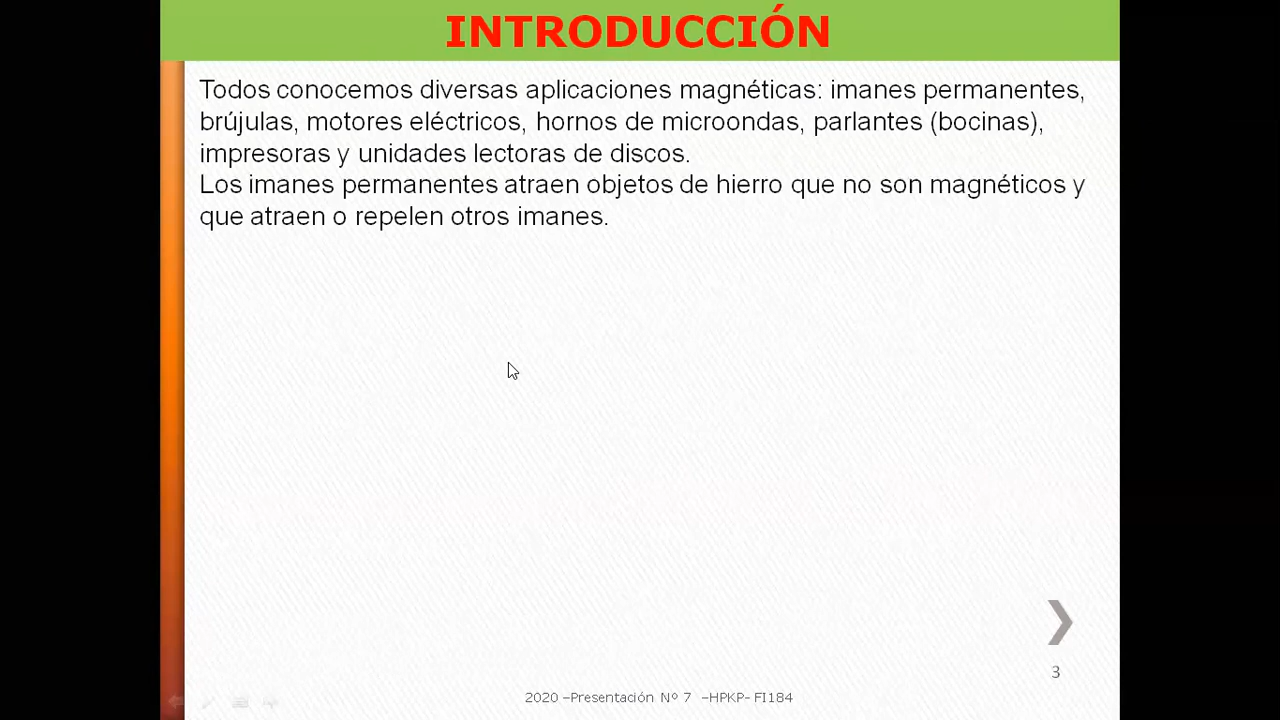 INTRODUCCIÓN
Todos conocemos diversas aplicaciones magnéticas: imanes permanentes,
brújulas, motores eléctricos, hornos de microondas, parlantes (bocinas),
impresoras y unidades lectoras de discos.
Los imanes permanentes atraen objetos de hierro que no son magnéticos y
que atraen o repelen otros imanes.
3
2020 –Presentación Nº 7 –HPKP- FI184